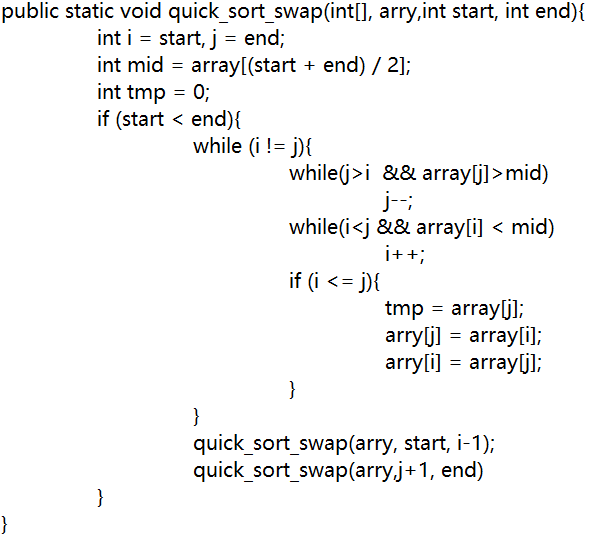 public static void quick_sort_swap(int[], arry,int start, int end){
int i = start, j = end;
int mid = array[(start + end) / 2];
int tmp = 0;
if (start < end){
while (i != j){
while(j>i && array[j]>mid)
j--;
while(i<j && array[i] < mid)
i++;
if (i <= j){
tmp = array[j];
arry[j] = array[i];
arry[i] = array[j];
}
}
quick_sort_swap(arry, start, i-1);
quick_sort_swap(arry,j+1, end)
}
}